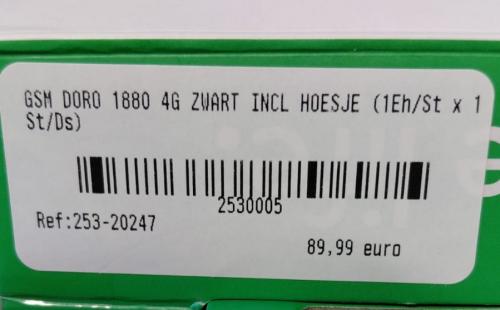 GSM DORO 1880 4G ZWART INCL HOESJE (1Eh/St x 1
St/Ds)
2530005
Ref:253-20247
89,99 euro